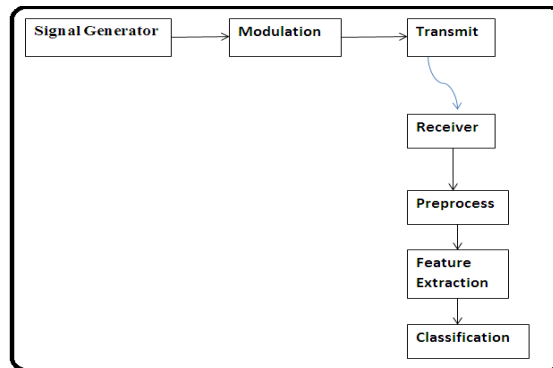 Signal Generator
Modulation
Transmit
Receiver
Preprocess
Feature
Extraction
Classification